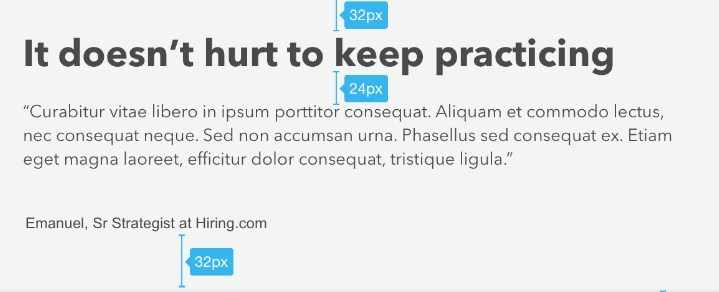 32px
It doesn’t hurt to keep practicing
24px
“Curabitur vitae libero in ipsum porttitor consequat. Aliquam et commodo lectus,
nec consequat neque. Sed non accumsan urna. Phasellus sed consequat ex. Etiam
eget magna laoreet, efficitur dolor consequat, tristique ligula.”
Emanuel, Sr Strategist at Hiring.com
32px